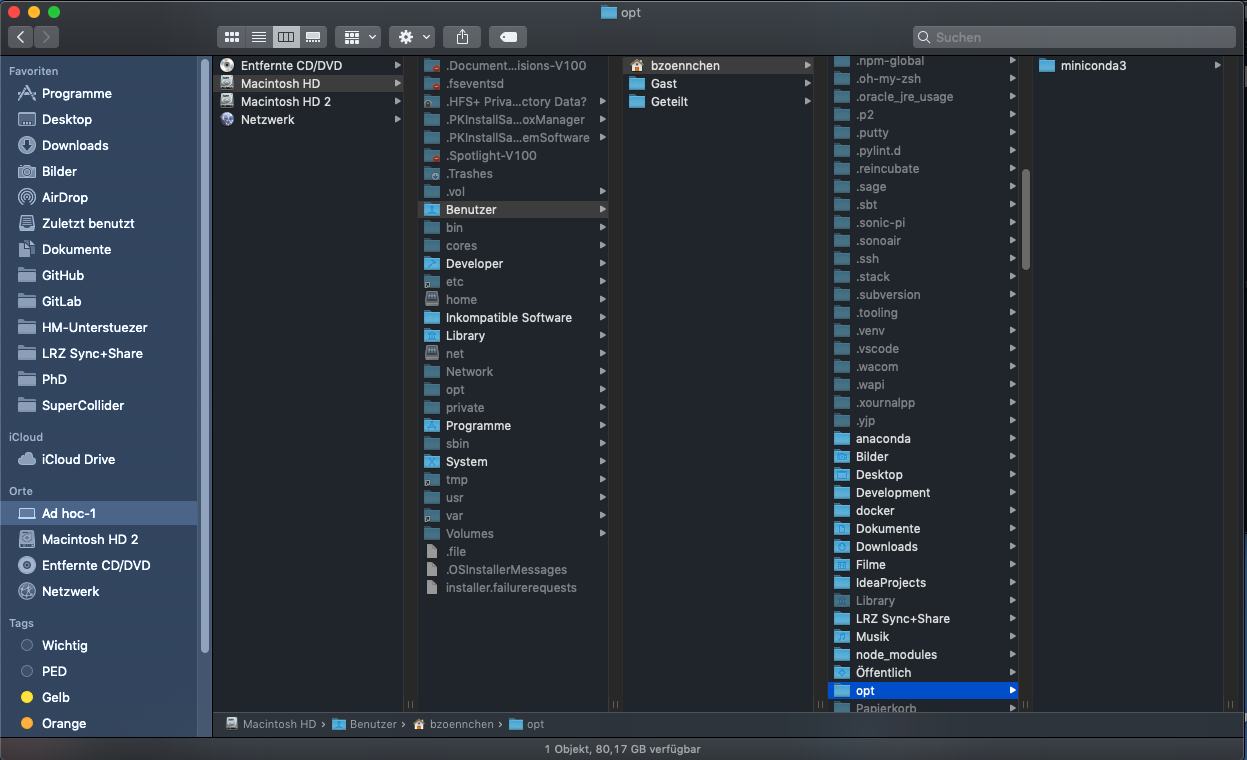 opt
Suchen
Favoriten
Programme
Desktop
Downloads
Bilder
AirDrop
Zuletzt benutzt
Dokumente
GitHub
GitLab
HM-Unterstuezer
LRZ Sync+Share
PhD
SuperCollider
iCloud
iCloud Drive
Orte
Ad hoc-1
Macintosh HD 2
Entfernte CD/DVD
Netzwerk
Tags
Wichtig
PED
Gelb
Orange
Entfernte CD/DVD
Macintosh HD
Macintosh HD 2
Netzwerk
.Document...isions-V100
.fseventsd
.HFS+ Priva...ctory Data?
.PKInstallSa...oxManager
.PKInstallSa...emSoftware
.Spotlight-V100
.Trashes
.vol
Benutzer
bin
cores
Developer
etc
home
Inkompatible Software
Library
net
Network
opt
private
Programme
sbin
System
tmp
usr
var
Volumes
.file
.OSInstallerMessages
installer.failurerequests
bzoennchen
Gast
Geteilt
.npm-global
.oh-my-zsh
.oracle_jre_usage
.p2
.putty
.pylint.d
.reincubate
.sage
.sbt
.sonic-pi
.sonoair
.ssh
.stack
.subversion
.tooling
.venv
.vscode
.wacom
.wapi
.xournalpp
.yjp
anaconda
Bilder
Desktop
Development
docker
Dokumente
Downloads
Filme
IdeaProjects
Library
LRZ Sync+Share
Musik
node_modules
Öffentlich
opt
Papierkorb
miniconda3
Macintosh HD › Benutzer › bzoennchen › opt
1 Objekt, 80,17 GB verfügbar